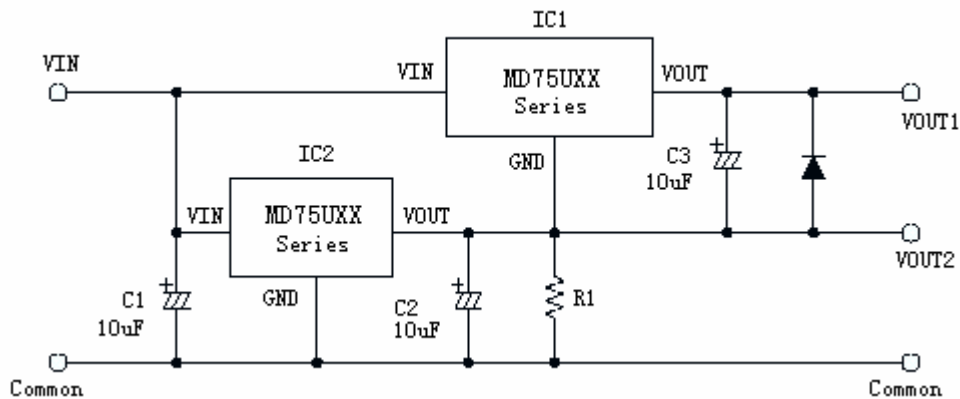 IC1
VIN
VIN
MD75UXX
Series
VOUT
VOUT1
GND
C3
+
10uF
IC2
VIN
MD75UXX
Series
VOUT
VOUT2
GND
C1
+
10uF
C2
+
10uF
R1
Common
Common